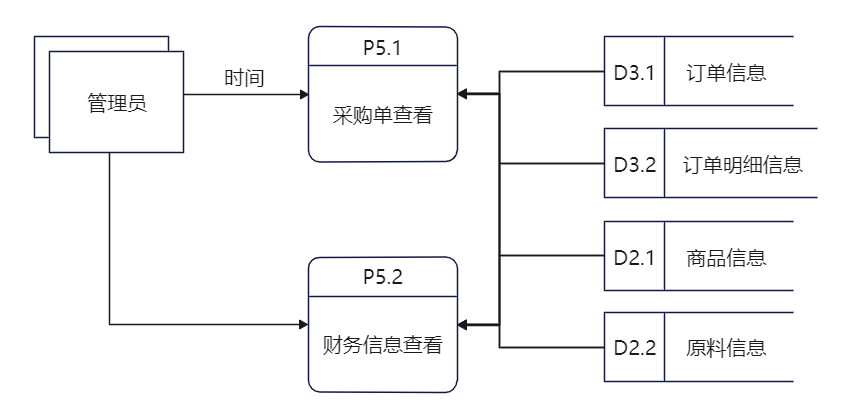 管理员
时间
P5.1
采购单查看
P5.2
财务信息查看
D3.1 订单信息
D3.2 订单明细信息
D2.1 商品信息
D2.2 原料信息